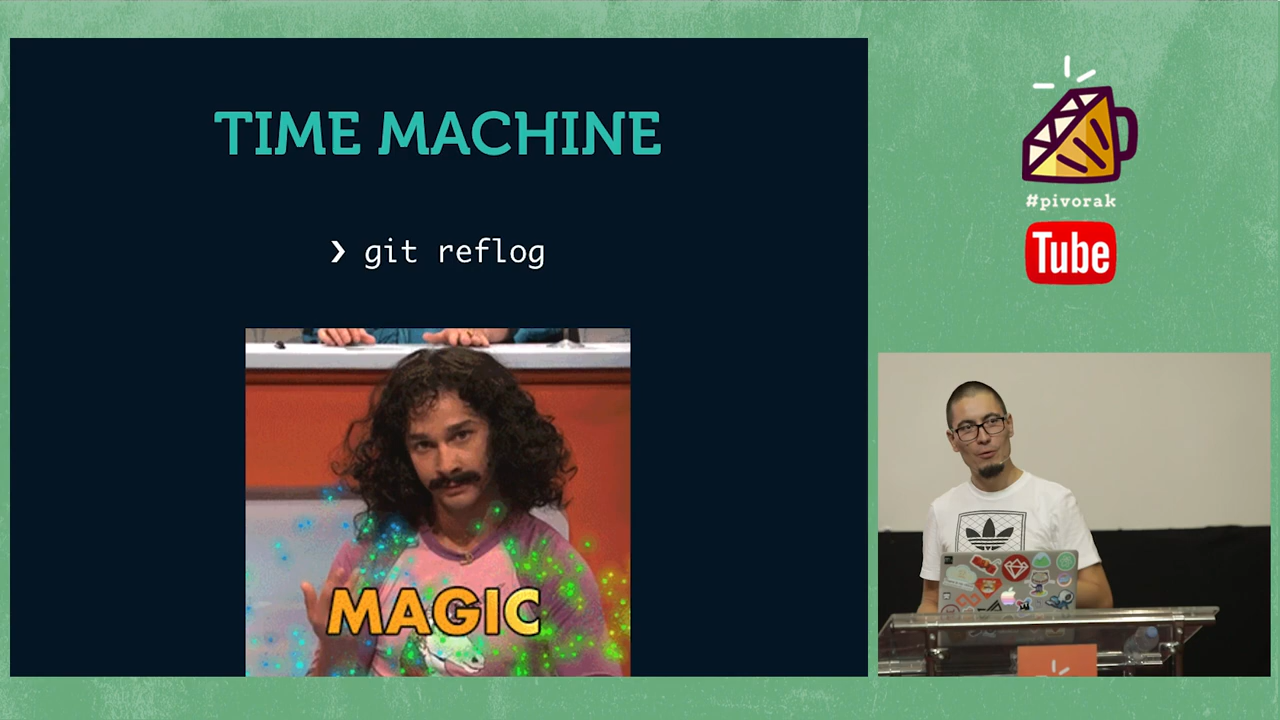 TIME MACHINE
❯ git reflog
MAGIC
#pivorak
Tube